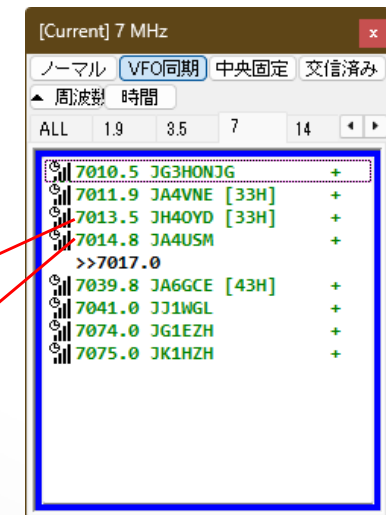 [Current] 7 MHz x
ノーマル VFO同期 中央固定 交信済み
▲ 周波数 時間
ALL 1.9 3.5 7 14
7010.5 JG3HONJG +
7011.9 JA4VNE [33H] +
7013.5 JH4OYD [33H] +
7014.8 JA4USM +
>>7017.0
7039.8 JA6GCE [43H] +
7041.0 JJ1WGL +
7074.0 JG1EZH +
7075.0 JK1HZH +